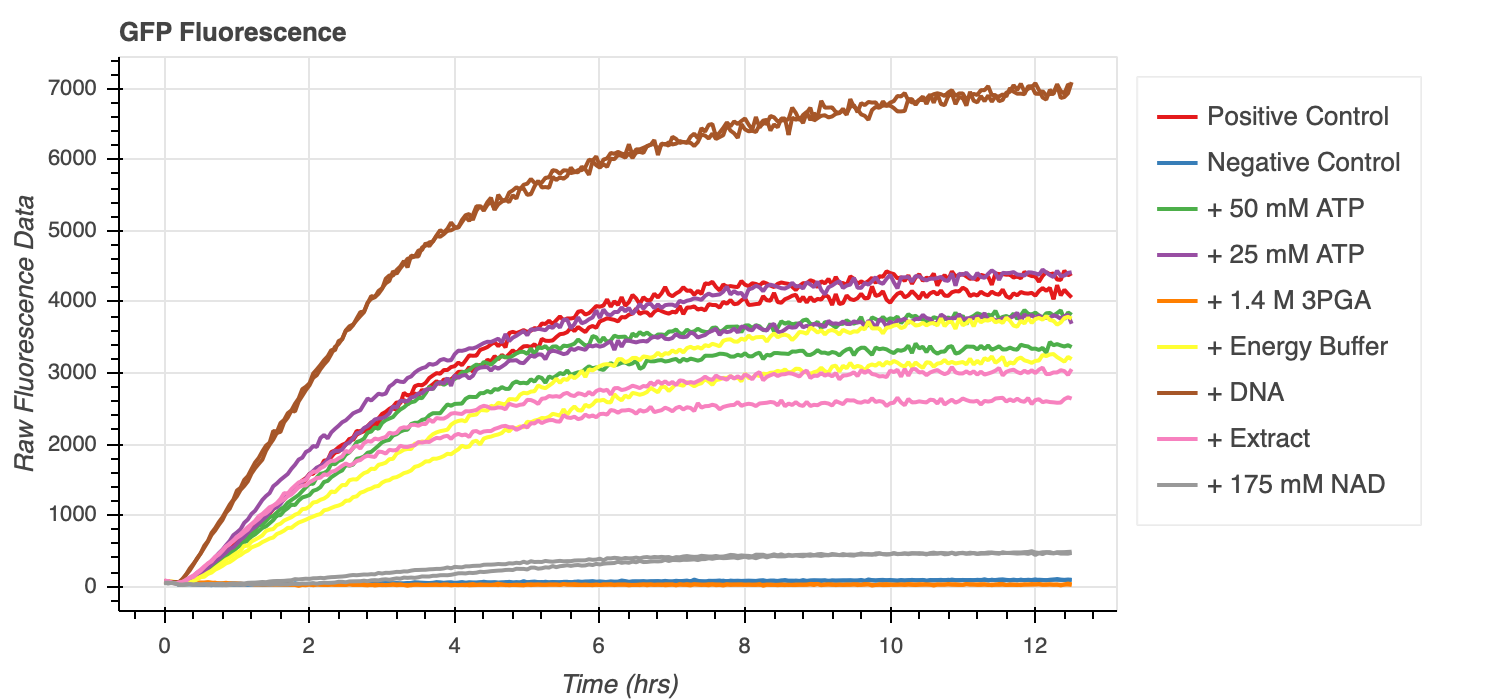 GFP Fluorescence
Raw Fluorescence Data
7000
6000
5000
4000
3000
2000
1000
0
0 2 4 6 8 10 12
Time (hrs)
Positive Control
Negative Control
+ 50 mM ATP
+ 25 mM ATP
+ 1.4 M 3PGA
+ Energy Buffer
+ DNA
+ Extract
+ 175 mM NAD